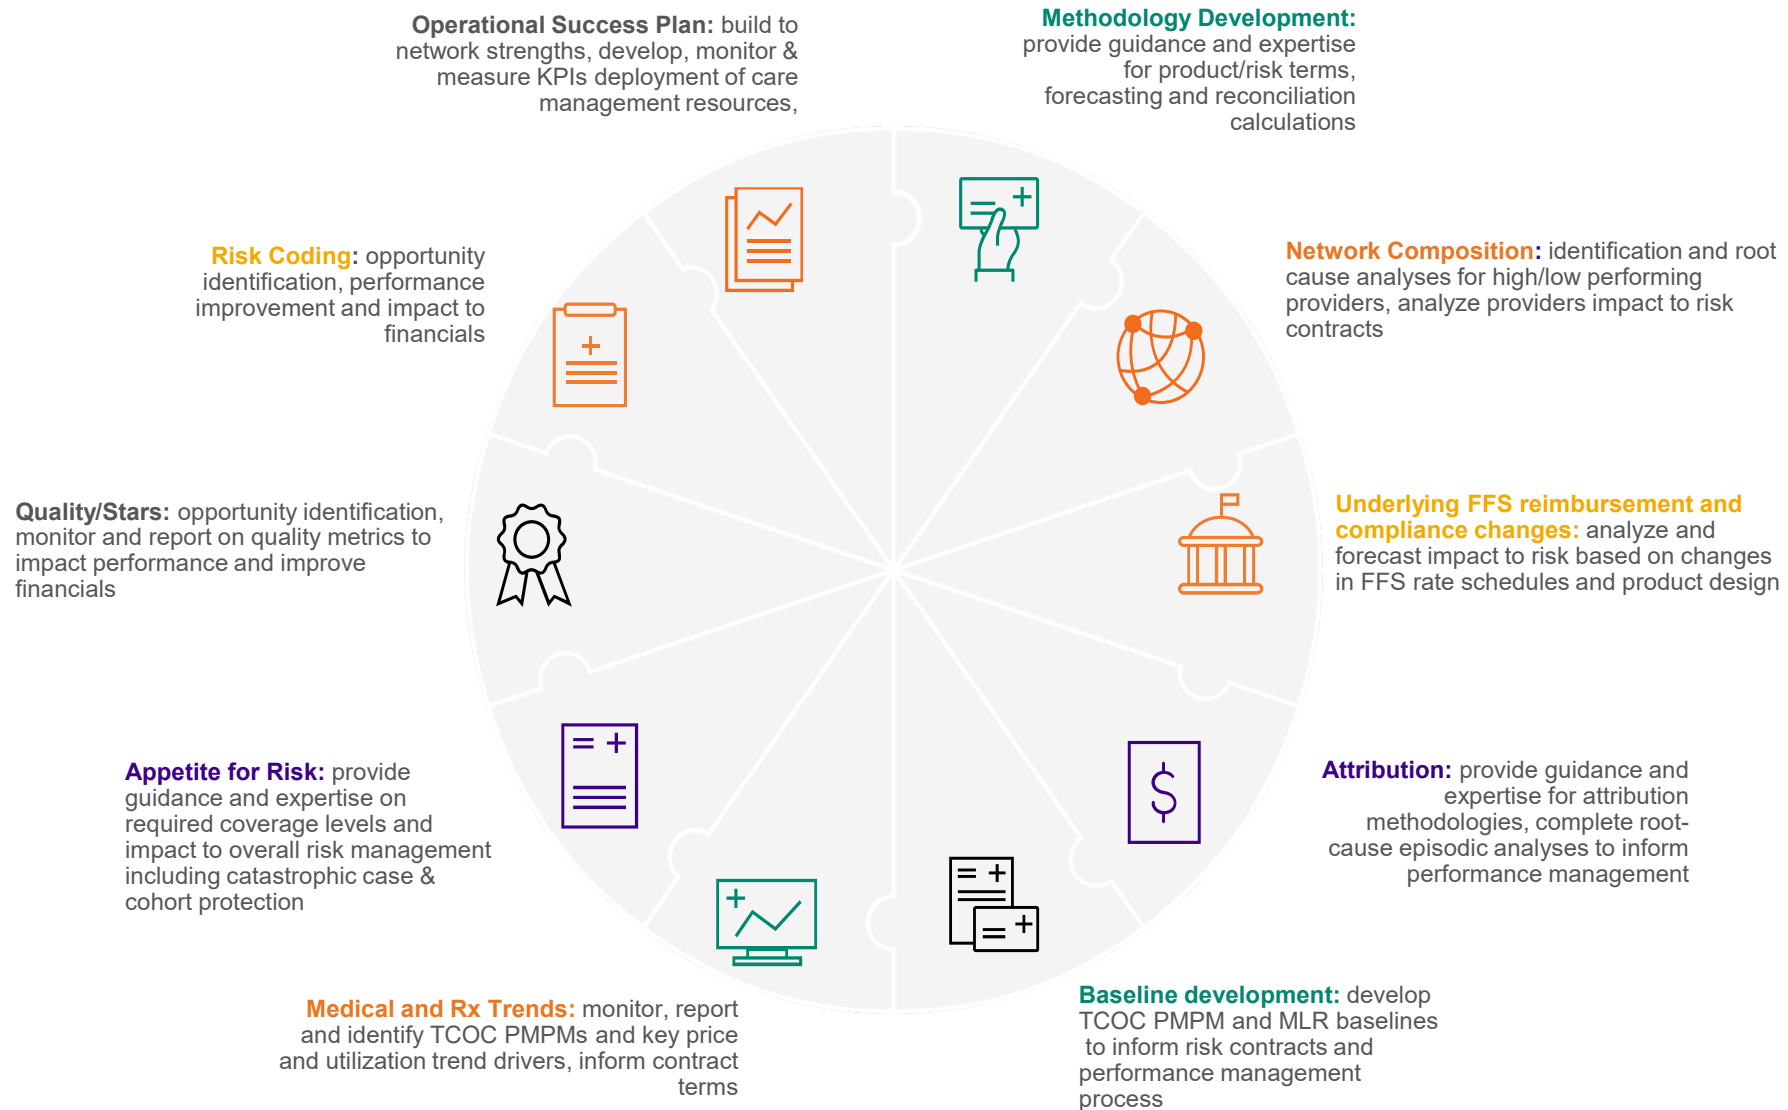 Operational Success Plan: build to
network strengths, develop, monitor &
measure KPIs deployment of care
management resources,
Methodology Development:
provide guidance and expertise
for product/risk terms,
forecasting and reconciliation
calculations
Risk Coding: opportunity
identification, performance
improvement and impact to
financials
Network Composition: identification and root
cause analyses for high/low performing
providers, analyze providers impact to risk
contracts
Quality/Stars: opportunity identification,
monitor and report on quality metrics to
impact performance and improve
financials
Underlying FFS reimbursement and
compliance changes: analyze and
forecast impact to risk based on changes
in FFS rate schedules and product design
Appetite for Risk: provide
guidance and expertise on
required coverage levels and
impact to overall risk management
including catastrophic case &
cohort protection
Attribution: provide guidance and
expertise for attribution
methodologies, complete root-
cause episodic analyses to inform
performance management
Medical and Rx Trends: monitor, report
and identify TCOC PMPMs and key price
and utilization trend drivers, inform contract
terms
Baseline development: develop
TCOC PMPM and MLR baselines
to inform risk contracts and
performance management
process